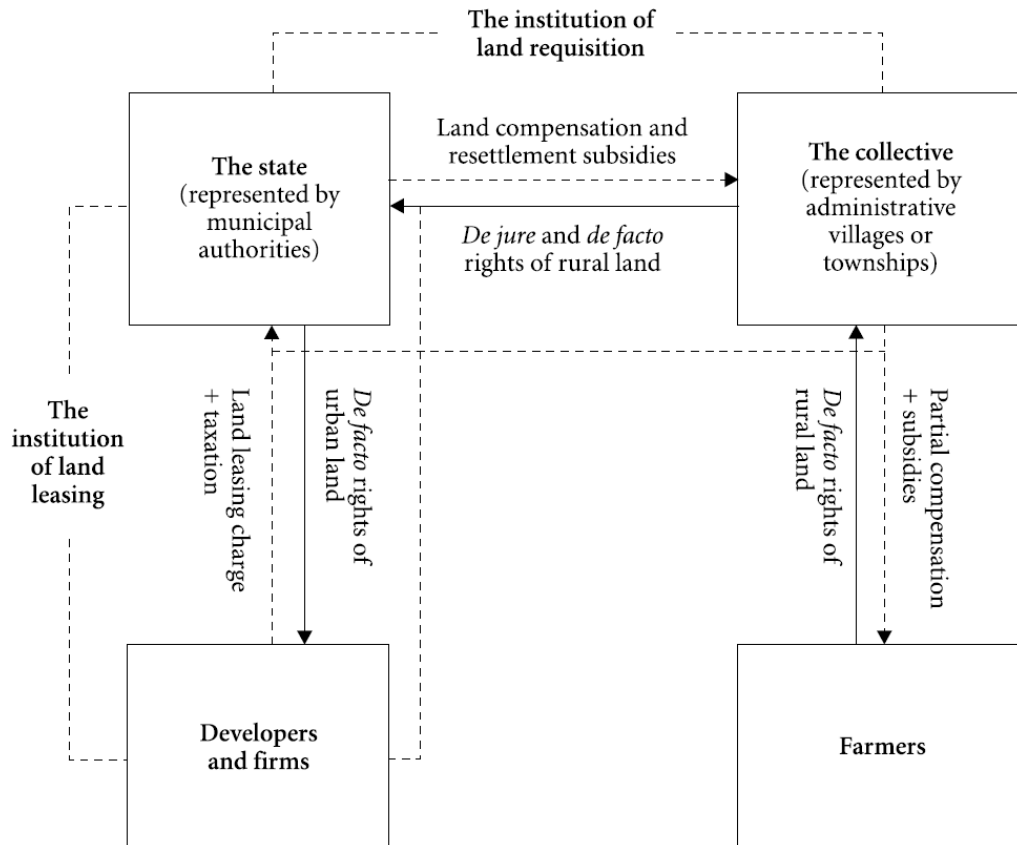 The institution of
land requisition
The state
(represented by
municipal
authorities)
Land compensation and
resettlement subsidies
De jure and de facto
rights of rural land
The collective
(represented by
administrative
villages or
townships)
The
institution
of land
leasing
Land leasing charge
+ taxation
De facto rights of
urban land
De facto rights of
rural land
Partial compensation
+ subsidies
Developers
and firms
Farmers